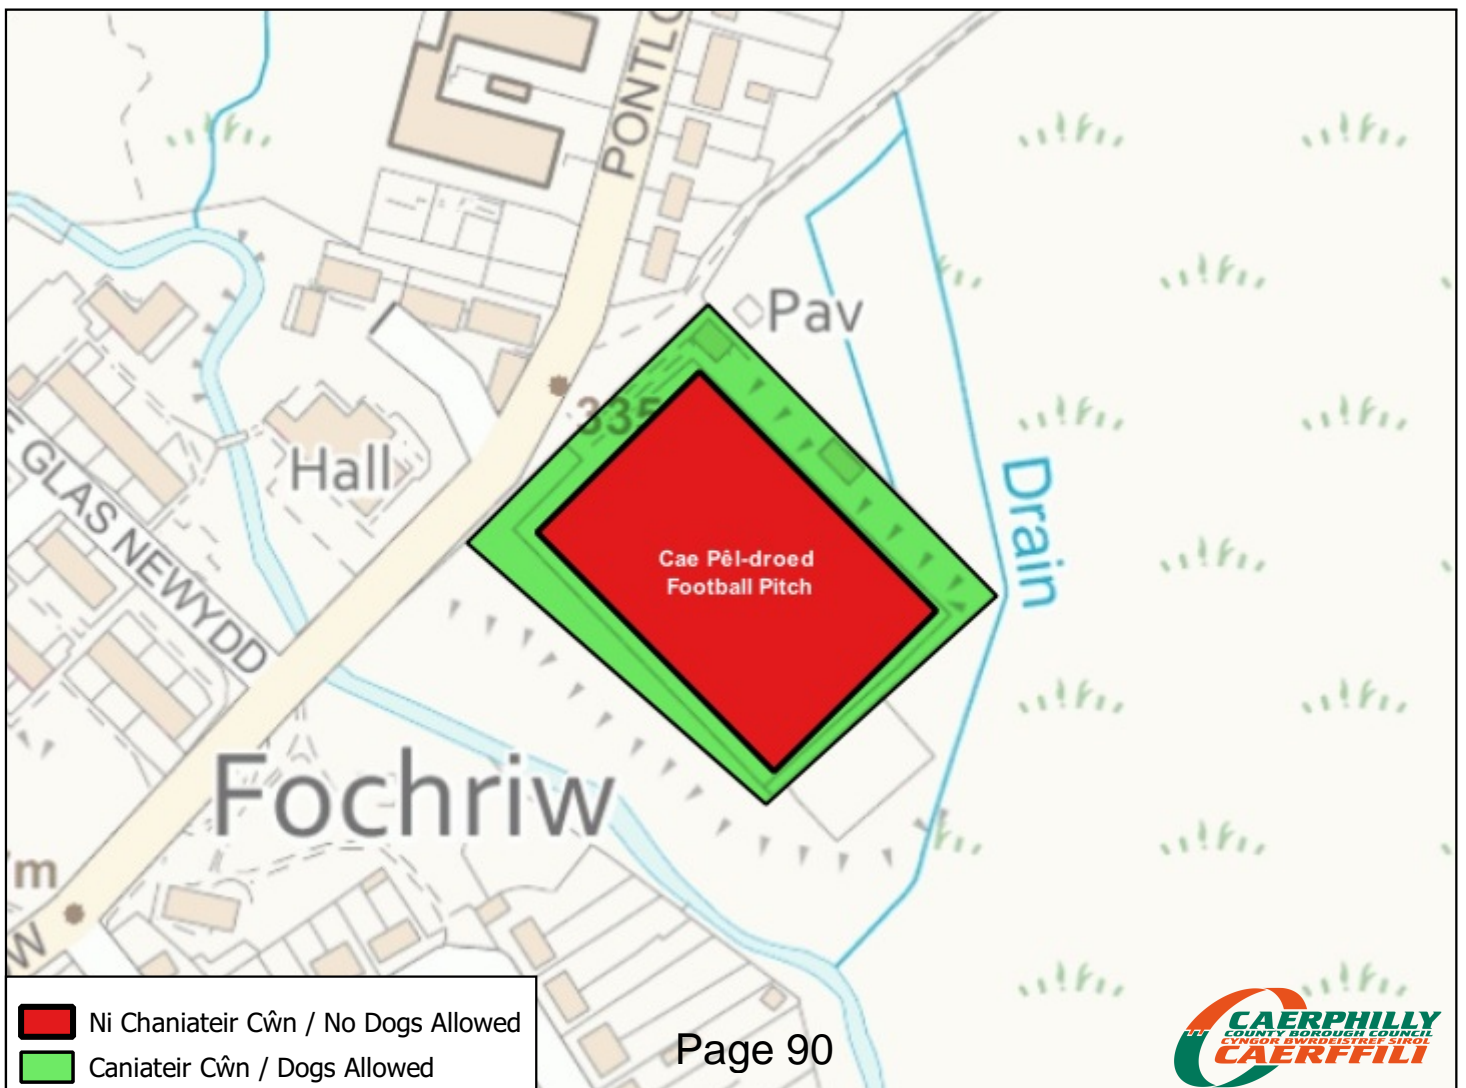 PONTLO
Pav
335
Hall
Cae Pêl-droed
Football Pitch
Drain
GLAS NEWYDD
Fochriw
m
W
Ni Chaniateir Cŵn / No Dogs Allowed
Caniateir Cŵn / Dogs Allowed
Page 90
CAERPHILLY
COUNTY BOROUGH COUNCIL
CYNGOR BWRDEISTREF SIROL
CAERFFILI